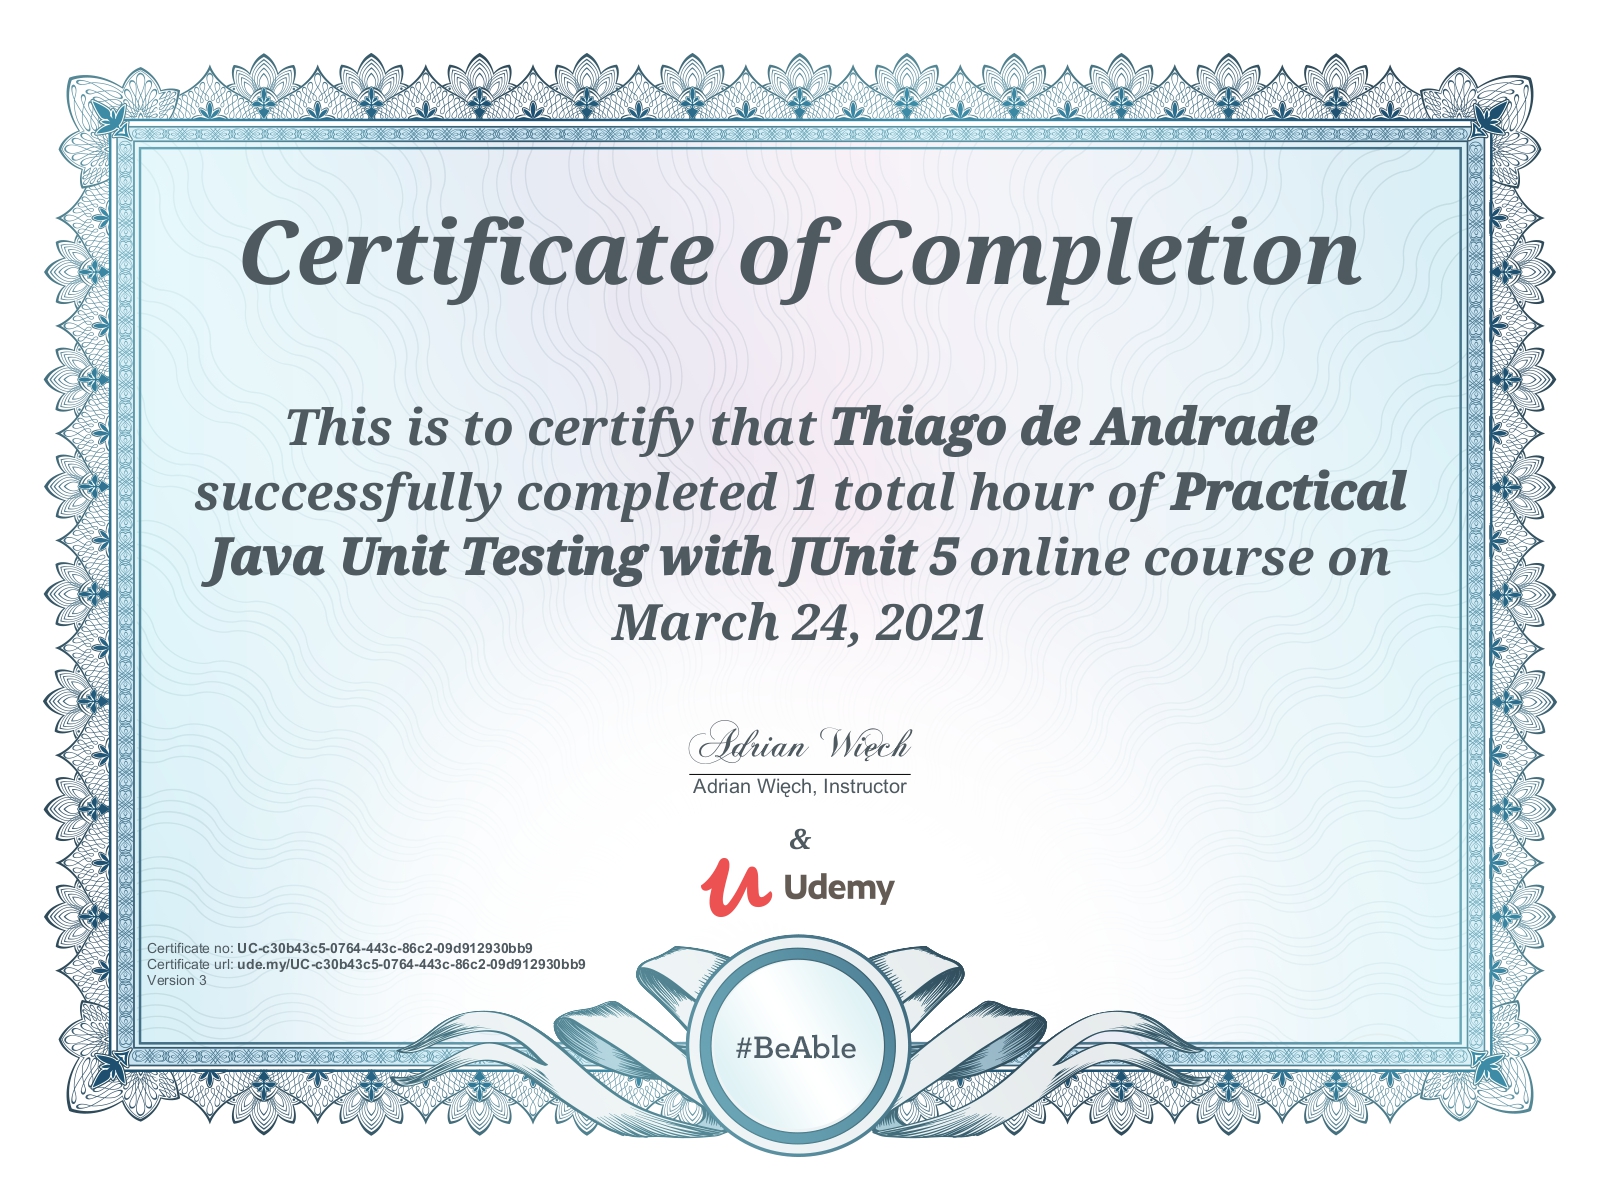 Certificate of Completion
This is to certify that Thiago de Andrade
successfully completed 1 total hour of Practical
Java Unit Testing with JUnit 5 online course on
March 24, 2021
Adrian Więch
Adrian Więch, Instructor
&
Udemy
Certificate no: UC-c30b43c5-0764-443c-86c2-09d912930bb9
Certificate url: ude.my/UC-c30b43c5-0764-443c-86c2-09d912930bb9
Version 3
#BeAble